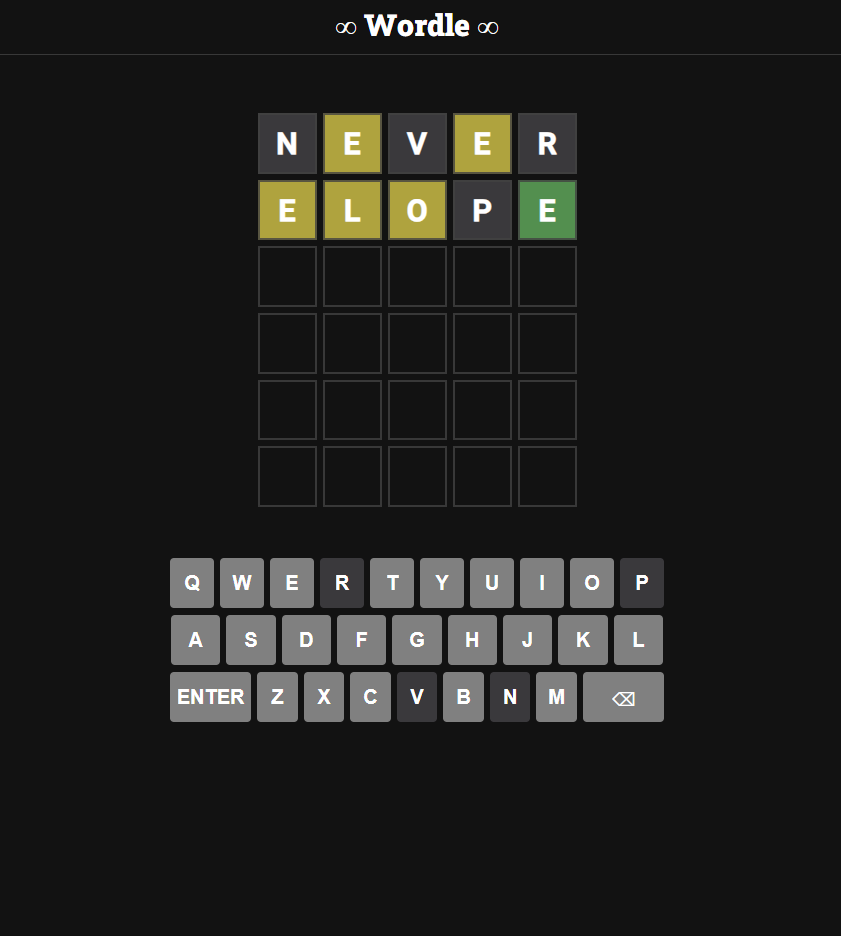 ∞ Wordle ∞
N E V E R
E L O P E
Q W E R T Y U I O P
A S D F G H J K L
ENTER Z X C V B N M ⌫